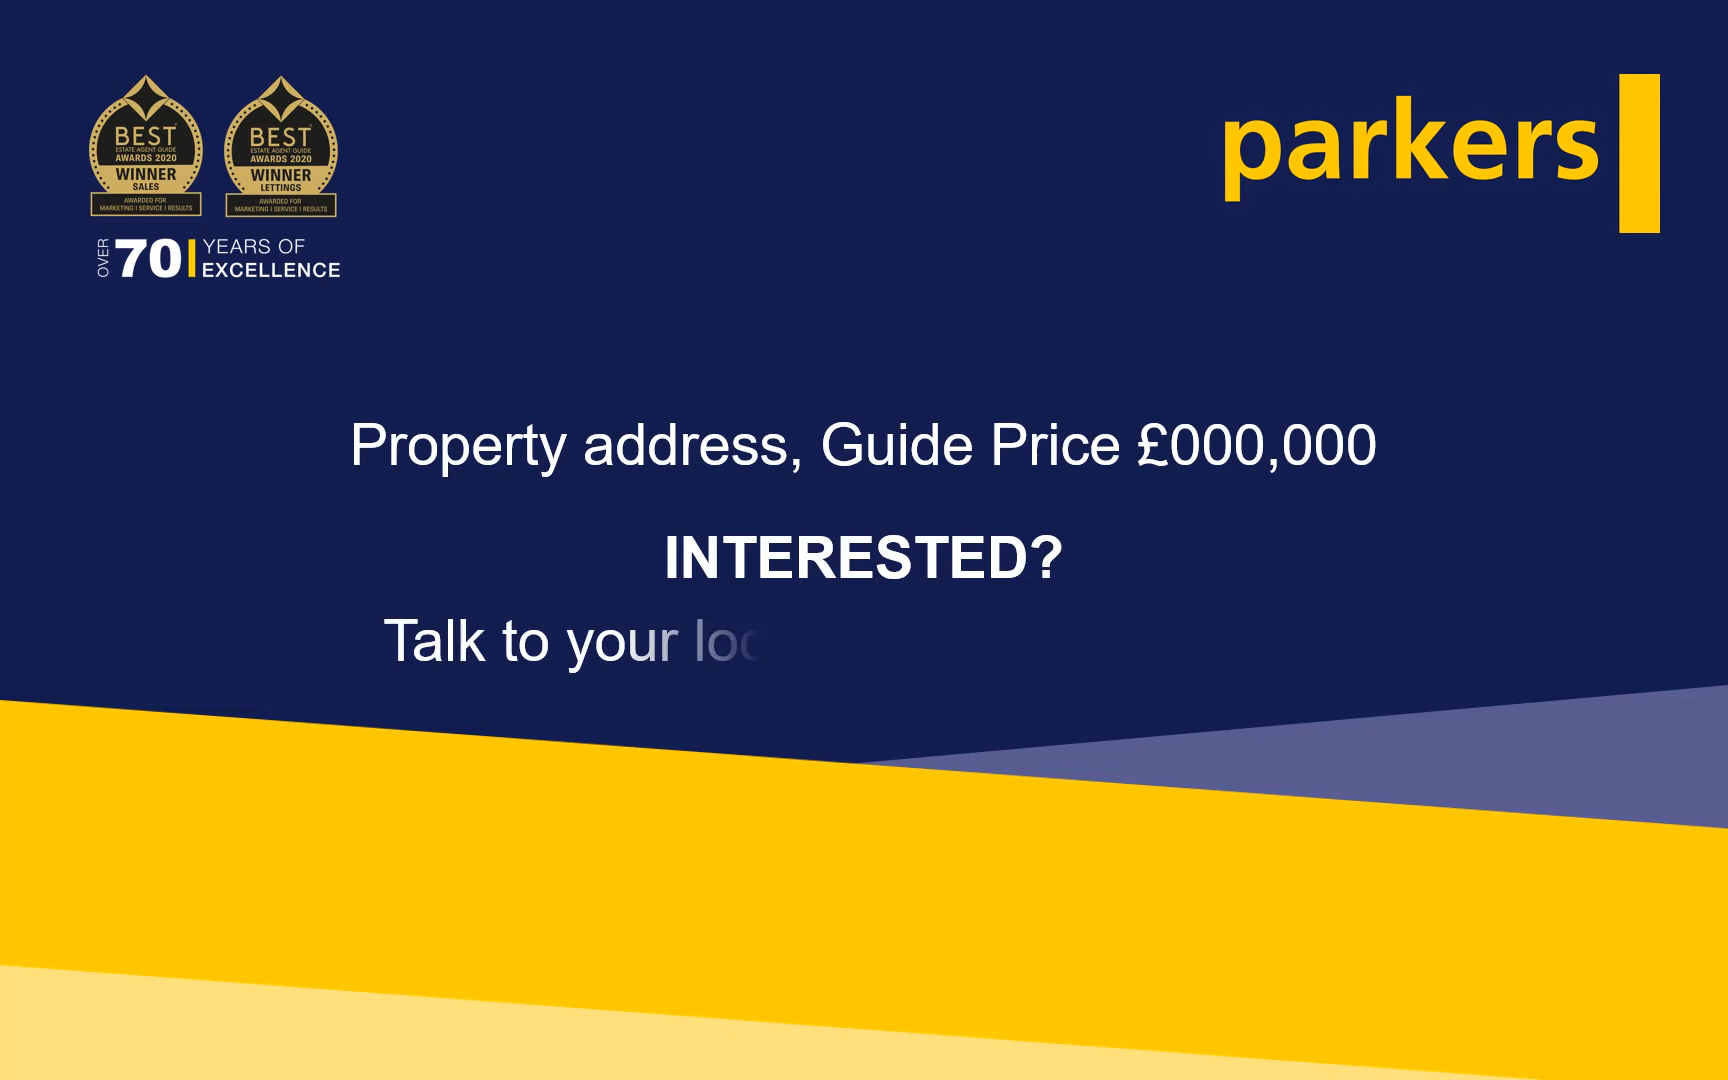 BEST
ESTATE AGENT GUIDE
AWARDS 2020
WINNER
SALES
AWARDED FOR
MARKETING | SERVICE | RESULTS
BEST
ESTATE AGENT GUIDE
AWARDS 2020
WINNER
LETTINGS
AWARDED FOR
MARKETING | SERVICE | RESULTS
OVER 70 YEARS OF
EXCELLENCE
parkers
Property address, Guide Price £000,000
INTERESTED?
Talk to your loc